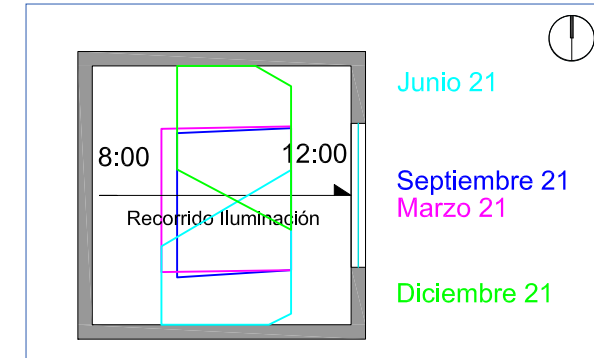 Junio 21
8:00
12:00
Septiembre 21
Marzo 21
Recorrido Iluminación
Diciembre 21